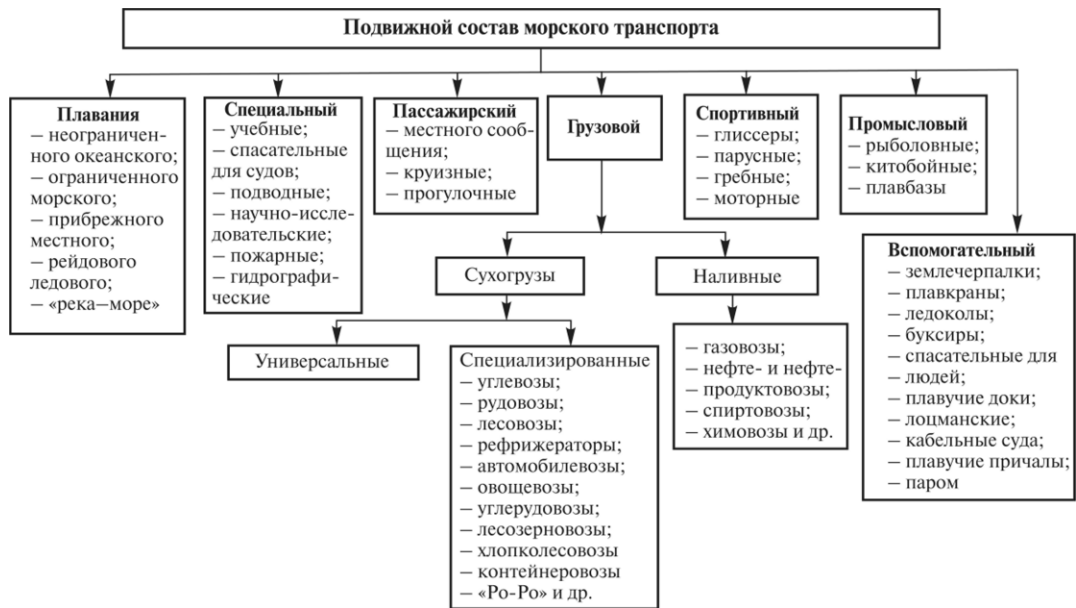 Подвижной состав морского транспорта
Плавания
– неограничен-
ного океанского;
– ограниченного
морского;
– прибрежного
местного;
– рейдового
ледового;
– «река–море»
Специальный
– учебные;
– спасательные
для судов;
– подводные;
– научно-иссле-
довательские;
– пожарные;
– гидрографи-
ческие
Пассажирский
– местного сооб-
щения;
– круизные;
– прогулочные
Грузовой
Спортивный
– глиссеры;
– парусные;
– гребные;
– моторные
Промысловый
– рыболовные;
– китобойные;
– плавбазы
Вспомогательный
– землечерпалки;
– плавкраны;
– ледоколы;
– буксиры;
– спасательные для
– людей;
– плавучие доки;
– лоцманские;
– кабельные суда;
– плавучие причалы;
– паром
Сухогрузы
Наливные
Универсальные
Специализированные
– углевозы;
– рудовозы;
– лесовозы;
– рефрижераторы;
– автомобилевозы;
– овощевозы;
– углерудовозы;
– лесозерновозы;
– хлопколесовозы
– контейнеровозы
– «Ро-Ро» и др.
– газовозы;
– нефте- и нефте-
– продуктовозы;
– спиртовозы;
– химовозы и др.